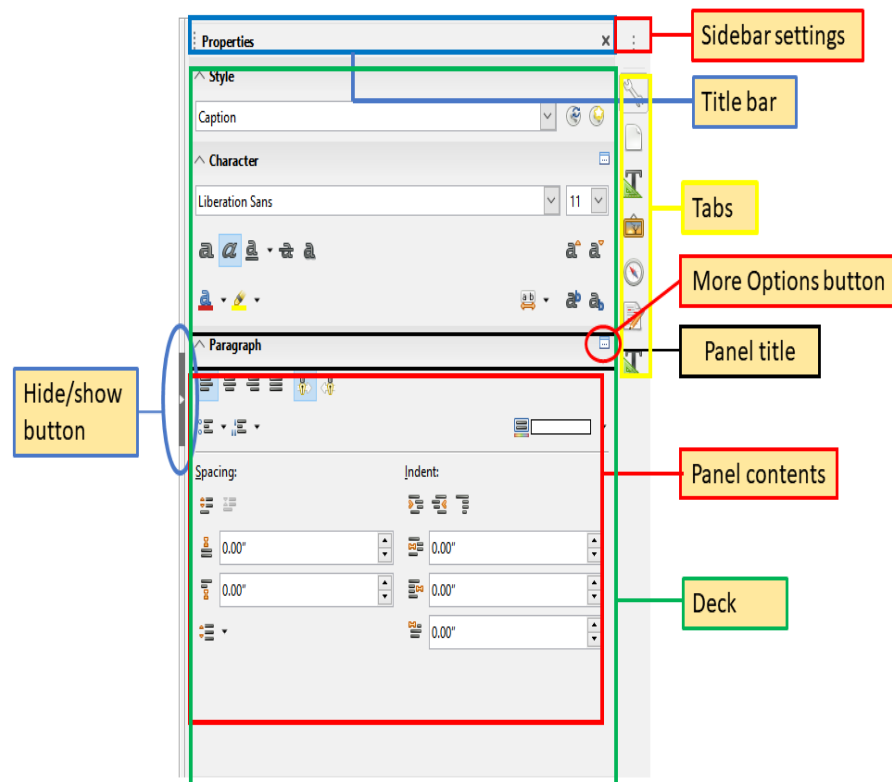 Properties
Sidebar settings
Style
Title bar
Caption
Character
Liberation Sans
11
Tabs
More Options button
Paragraph
Panel title
Hide/show
button
Panel contents
Spacing:
Indent:
0.00"
0.00"
0.00"
0.00"
Deck
0.00"